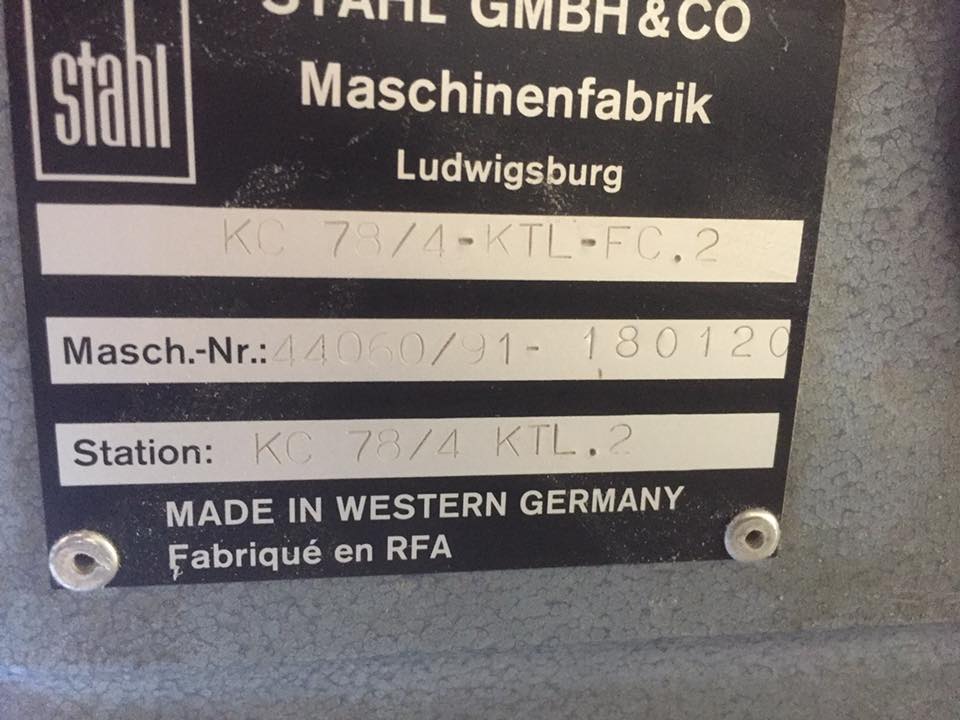 stahl
STAHL GMBH & CO
Maschinenfabrik
Ludwigsburg
KC 78/4-KTL-FC.2
Masch.-Nr.: 44060/91- 180120
Station: KC 78/4 KTL.2
MADE IN WESTERN GERMANY
Fabriqué en RFA